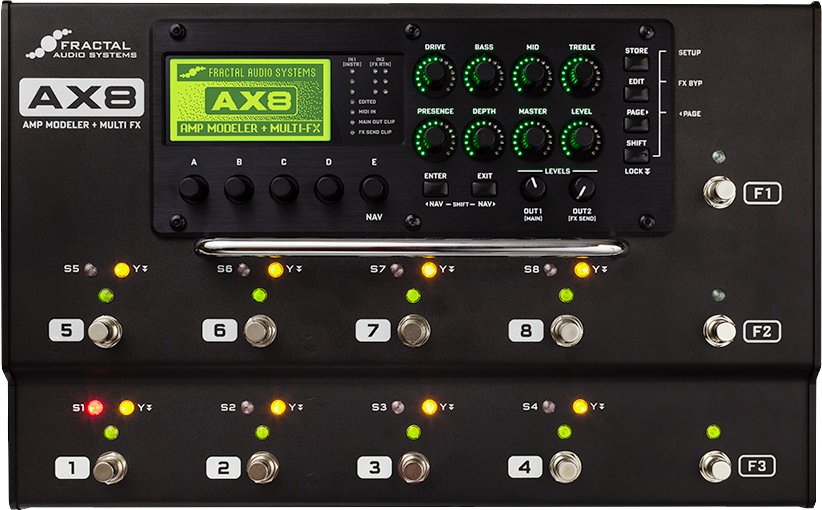 FRACTAL
AUDIO SYSTEMS
AX8
AMP MODELER + MULTI FX
FRACTAL AUDIO SYSTEMS
AX8
AMP MODELER + MULTI-FX
IN1 IN2
[INSTR] [FX RTN]
EDITED
MIDI IN
MAIN OUT CLIP
FX SEND CLIP
A B C D E
NAV
DRIVE BASS MID TREBLE
PRESENCE DEPTH MASTER LEVEL
ENTER EXIT
NAV — SHIFT — NAV
LEVELS
OUT 1 OUT2
[MAIN] [FX SEND]
STORE SETUP
EDIT FX BYP
PAGE PAGE
SHIFT
LOCK
F1
S5 Y S6 Y S7 Y S8 Y
5 6 7 8 F2
S1 Y S2 Y S3 Y S4 Y
1 2 3 4 F3